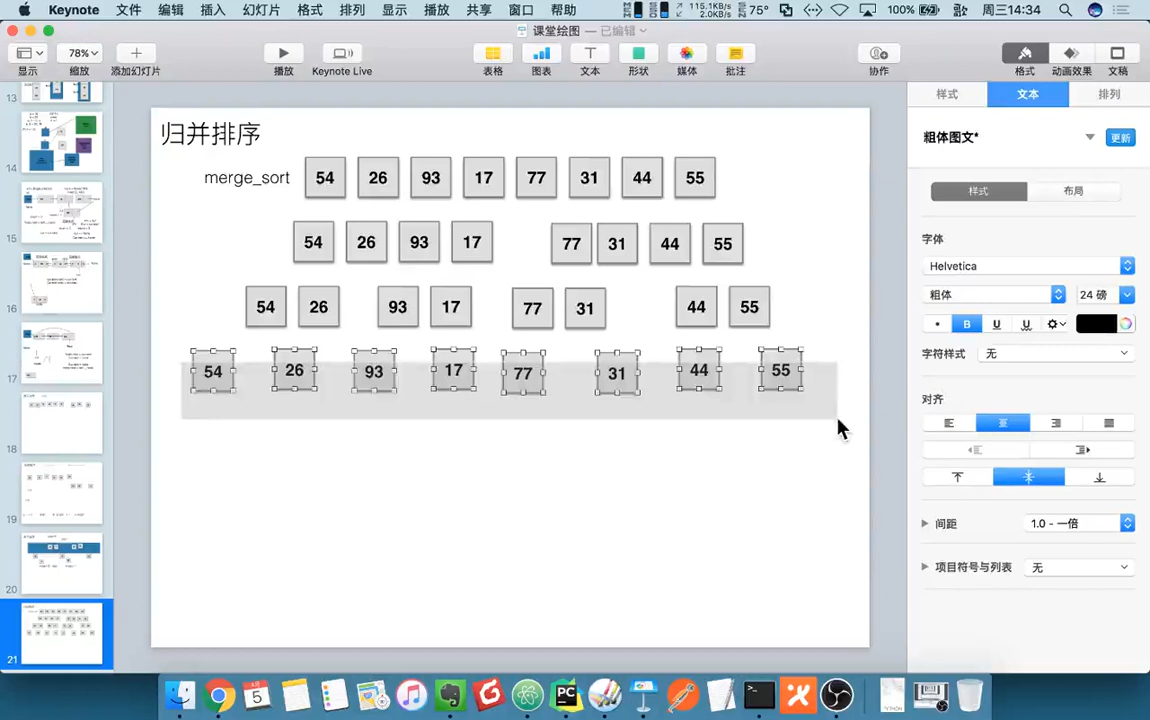 Keynote 文件 编辑 插入 幻灯片 格式 排列 显示 播放 共享 窗口 帮助 115.1KB/s 2.0KB/s 75° 100% 周三14:34
课堂绘图 — 已编辑
78%
显示 缩放 添加幻灯片 播放 Keynote Live 表格 图表 文本 形状 媒体 批注 协作 格式 动画效果 文稿
13
14
15
16
17
18
19
20
21
归并排序
merge_sort 54 26 93 17 77 31 44 55
54 26 93 17 77 31 44 55
54 26 93 17 77 31 44 55
54 26 93 17 77 31 44 55
样式 文本 排列
粗体图文* 更新
样式 布局
字体
Helvetica
粗体 24 磅
B U U
字符样式 无
对齐
间距 1.0 - 一倍
项目符号与列表 无
5
PC